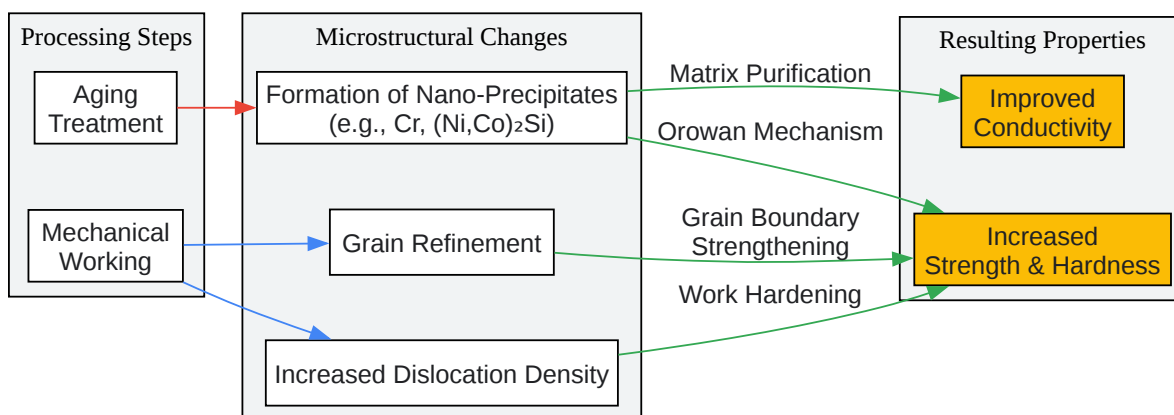 Processing Steps
Aging
Treatment
Mechanical
Working
Microstructural Changes
Formation of Nano-Precipitates
(e.g., Cr, (Ni,Co)₂Si)
Grain Refinement
Increased Dislocation Density
Matrix Purification
Orowan Mechanism
Grain Boundary
Strengthening
Work Hardening
Resulting Properties
Improved
Conductivity
Increased
Strength & Hardness